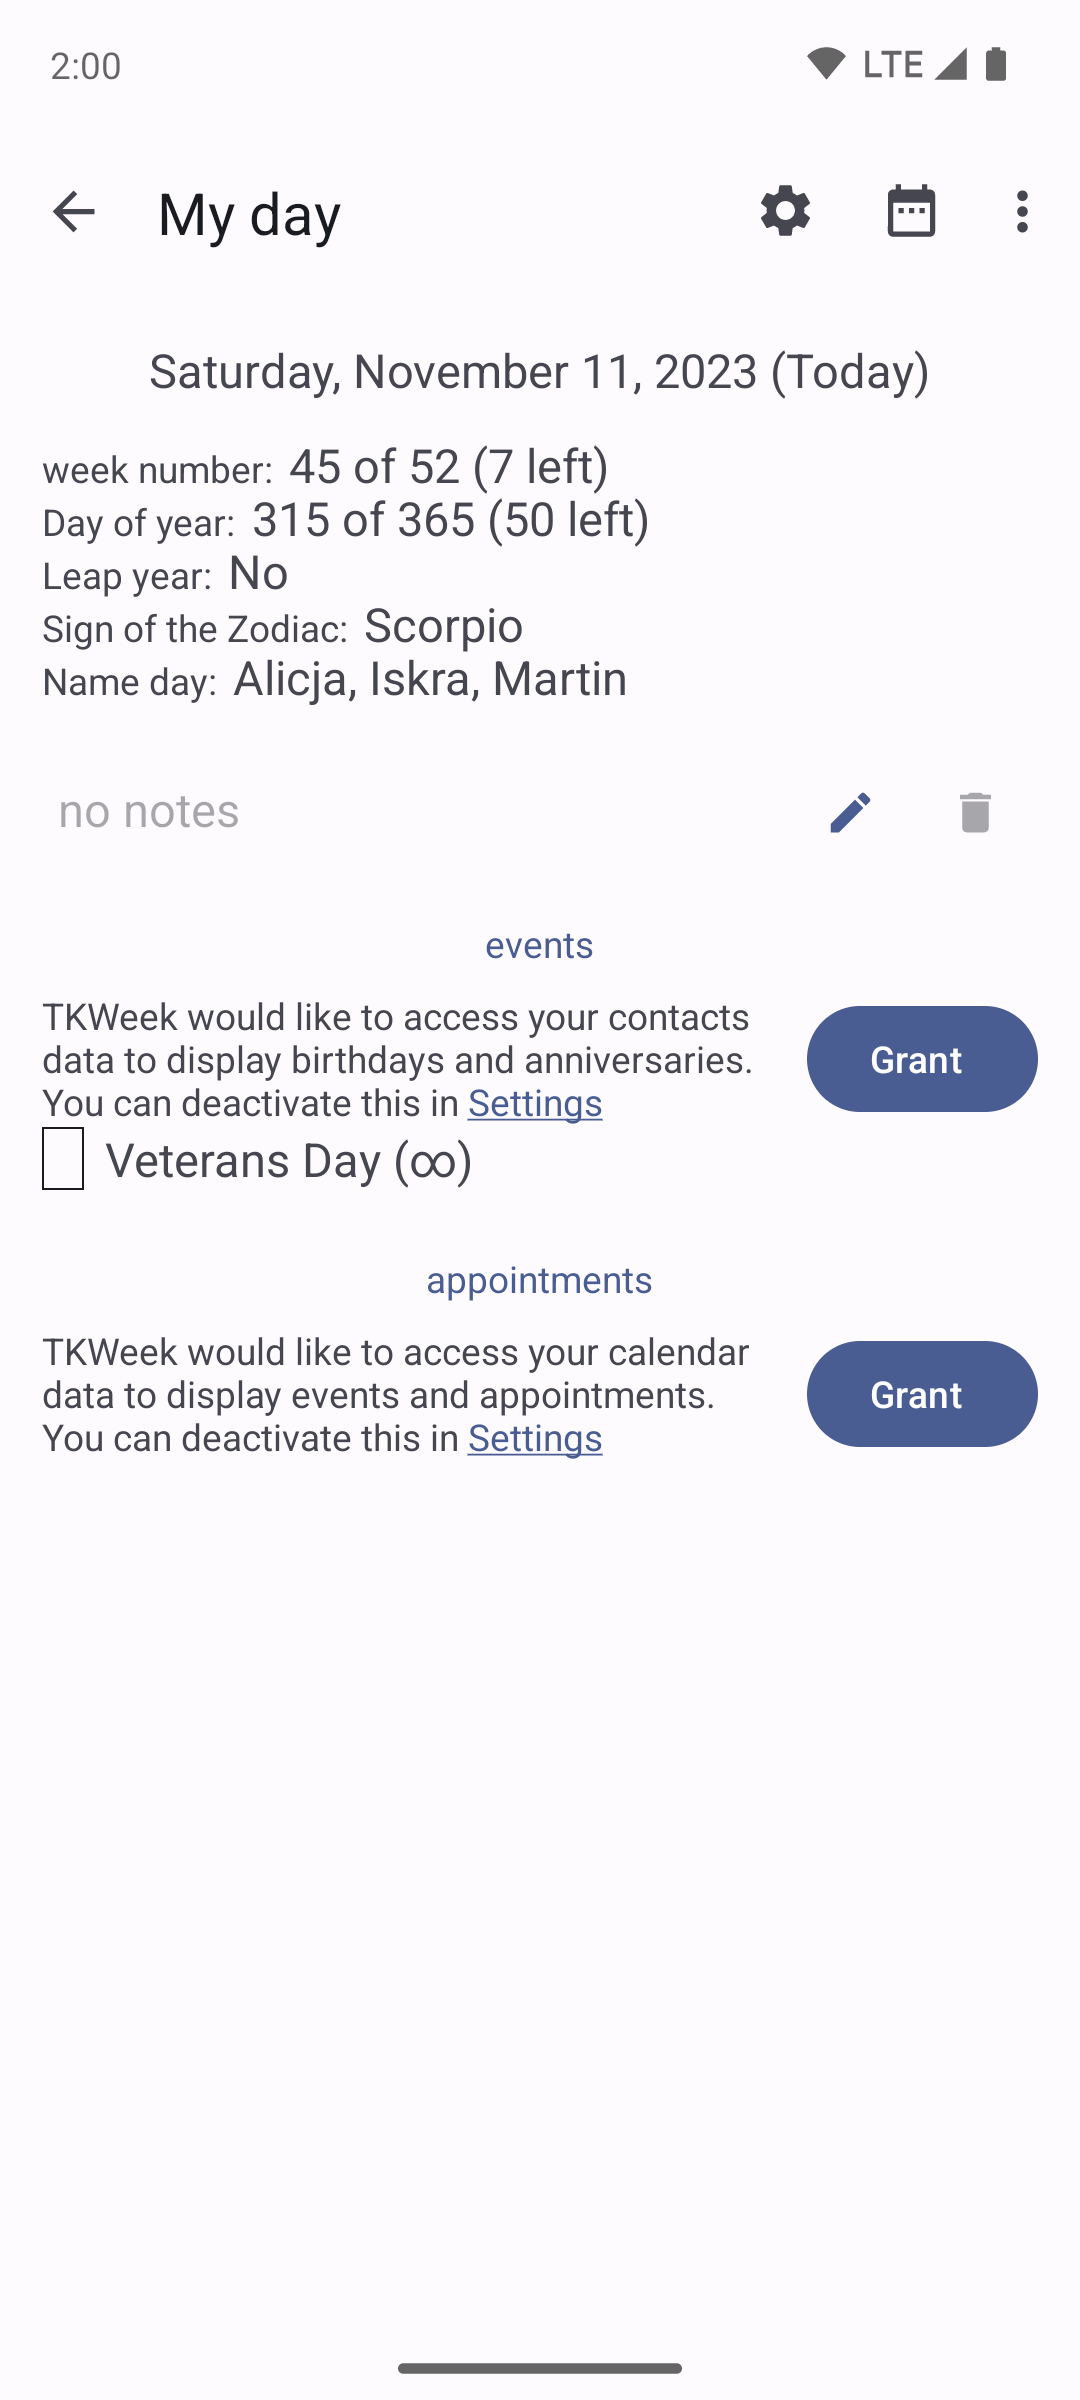 2:00
LTE
My day
Saturday, November 11, 2023 (Today)
week number: 45 of 52 (7 left)
Day of year: 315 of 365 (50 left)
Leap year: No
Sign of the Zodiac: Scorpio
Name day: Alicja, Iskra, Martin
no notes
events
TKWeek would like to access your contacts
data to display birthdays and anniversaries.
You can deactivate this in Settings
Grant
Veterans Day (∞)
appointments
TKWeek would like to access your calendar
data to display events and appointments.
You can deactivate this in Settings
Grant